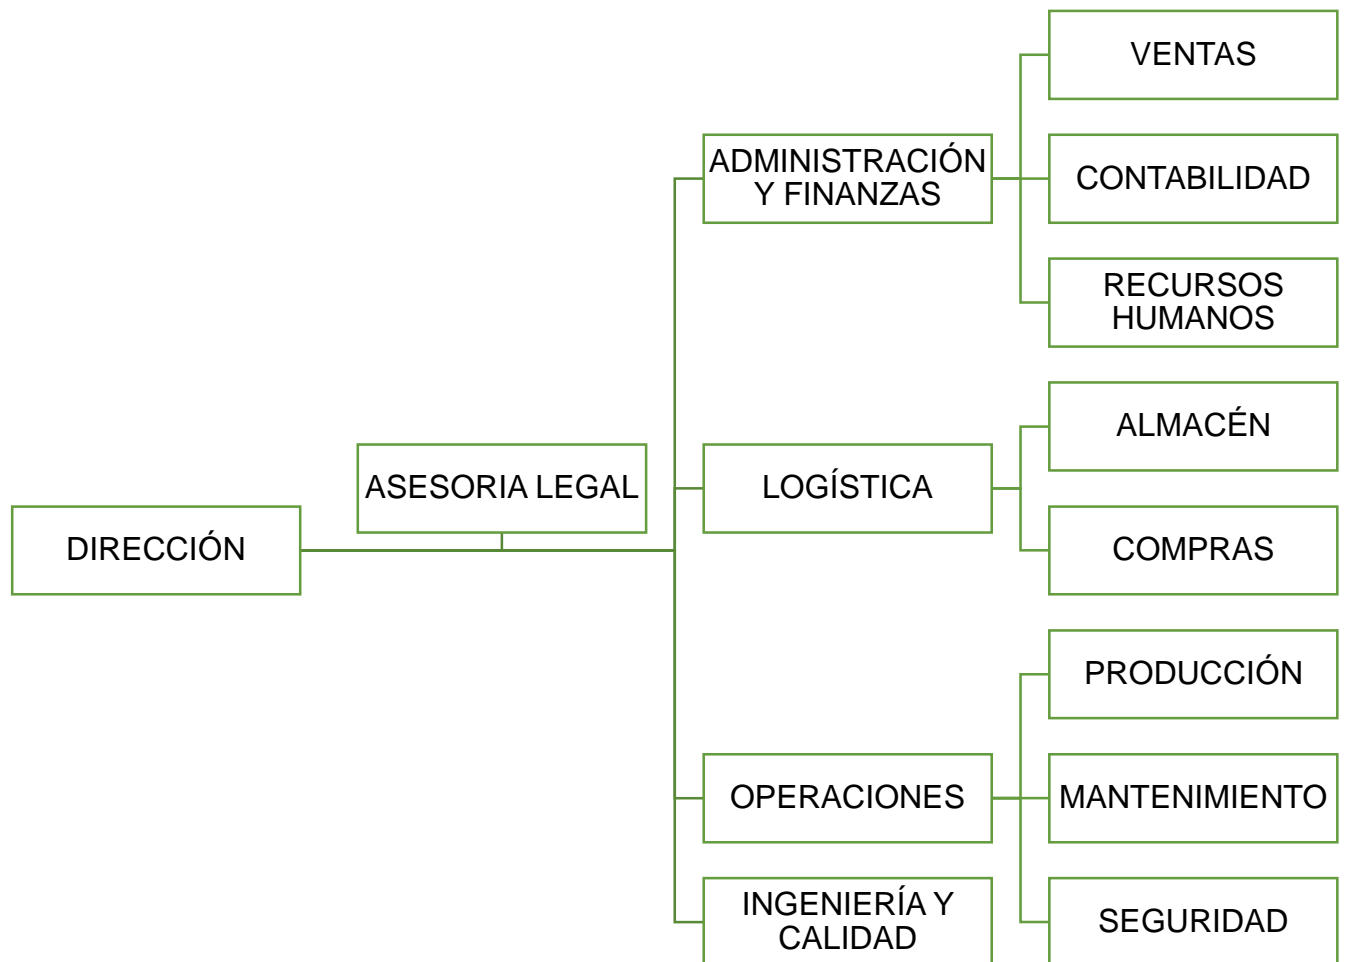 VENTAS
ADMINISTRACIÓN
Y FINANZAS
CONTABILIDAD
RECURSOS
HUMANOS
ALMACÉN
ASESORIA LEGAL
LOGÍSTICA
DIRECCIÓN
COMPRAS
PRODUCCIÓN
OPERACIONES
MANTENIMIENTO
INGENIERÍA Y
CALIDAD
SEGURIDAD